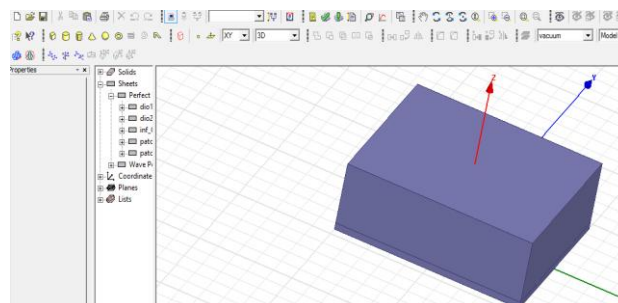 XY
3D
vacuum
Model
Properties
Solids
Sheets
Perfect
dio1
dio2
inf_
patc
patc
Wave P
Coordinate
Planes
Lists
Z
Y